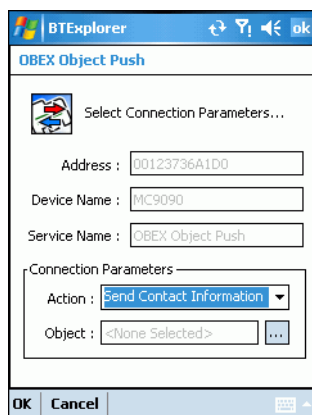 BTExplorer ok
OBEX Object Push
Select Connection Parameters...
Address : 00123736A1D0
Device Name : MC9090
Service Name : OBEX Object Push
Connection Parameters
Action : Send Contact Information
Object : <None Selected> ...
OK Cancel